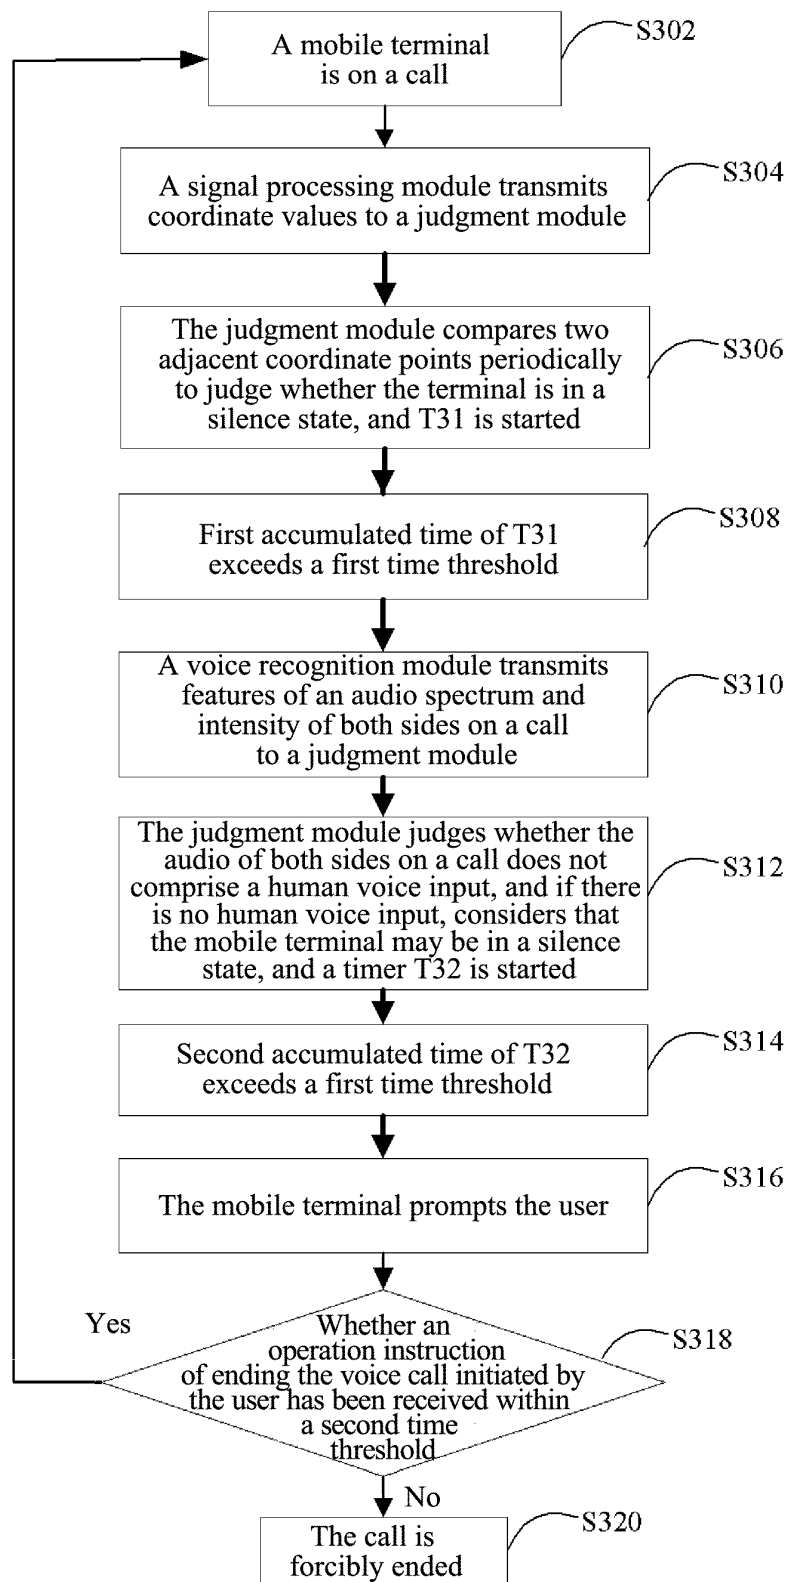 A mobile terminal
is on a call
S302
A signal processing module transmits
coordinate values to a judgment module
S304
The judgment module compares two
adjacent coordinate points periodically
to judge whether the terminal is in a
silence state, and T31 is started
S306
First accumulated time of T31
exceeds a first time threshold
S308
A voice recognition module transmits
features of an audio spectrum and
intensity of both sides on a call
to a judgment module
S310
The judgment module judges whether the
audio of both sides on a call does not
comprise a human voice input, and if there
is no human voice input, considers that
the mobile terminal may be in a silence
state, and a timer T32 is started
S312
Second accumulated time of T32
exceeds a first time threshold
S314
The mobile terminal prompts the user
S316
Yes
Whether an
operation instruction
of ending the voice call initiated by
the user has been received within
a second time
threshold
S318
No
The call is
forcibly ended
S320